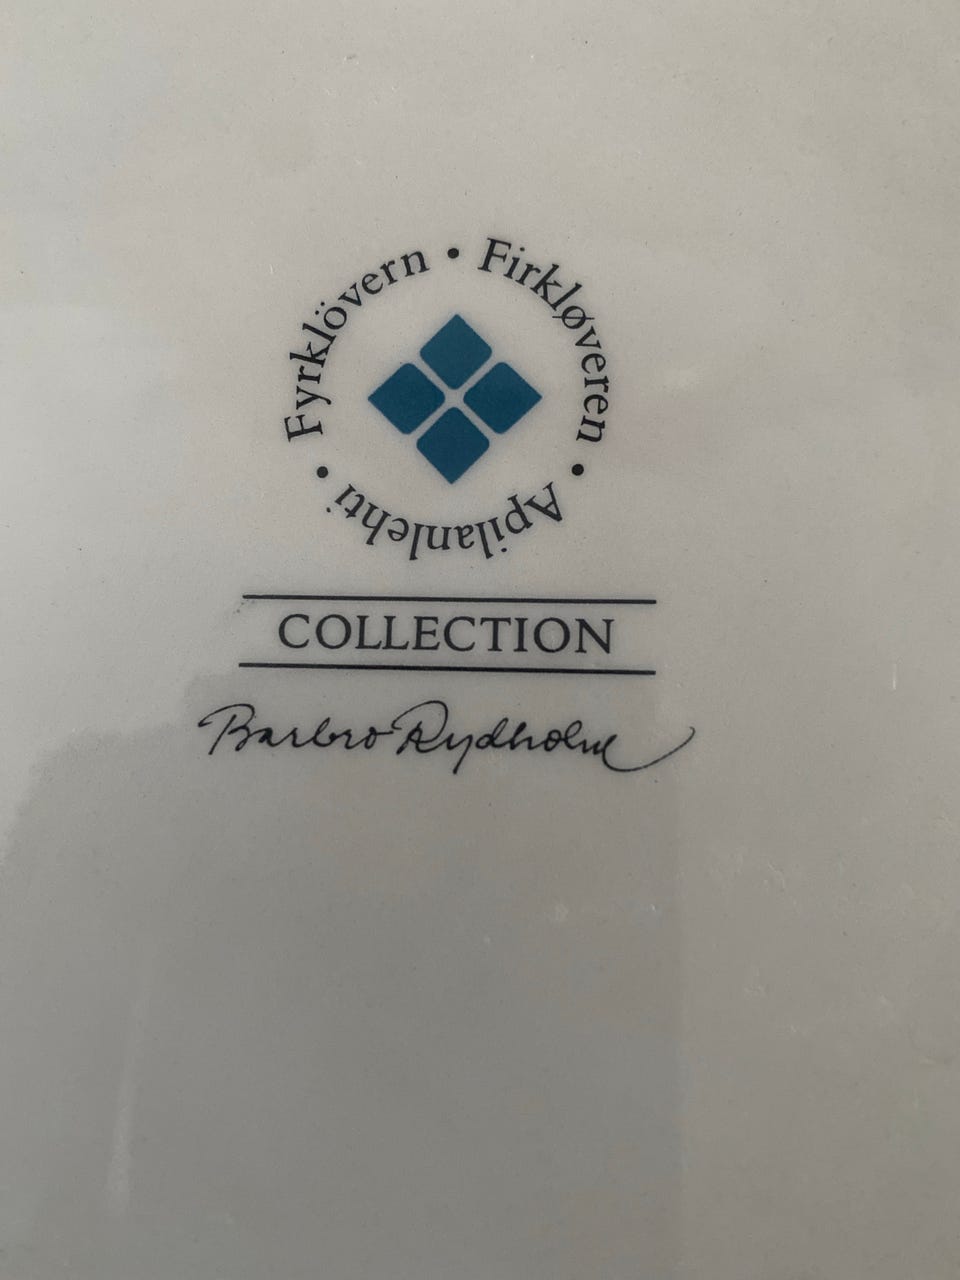 Fyrklövern • Firkløveren • Apilanlehti •
COLLECTION
Barbro Rydholm